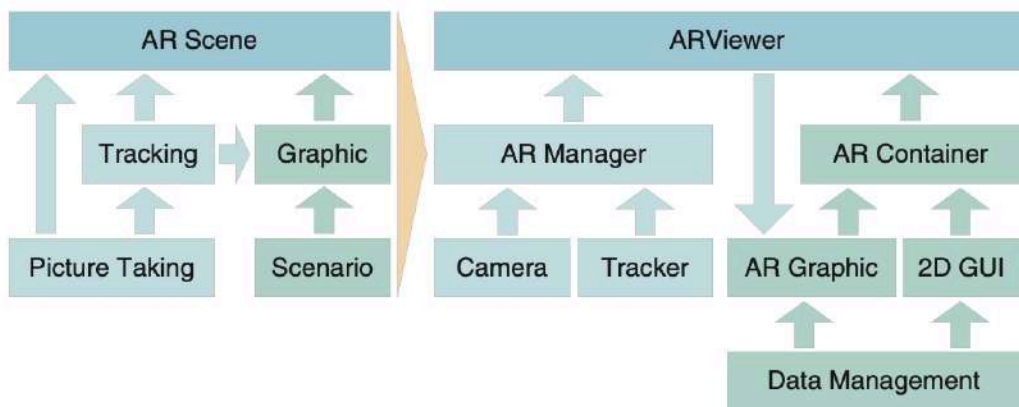 AR Scene
ARViewer
Tracking
Graphic
AR Manager
AR Container
Picture Taking
Scenario
Camera
Tracker
AR Graphic
2D GUI
Data Management